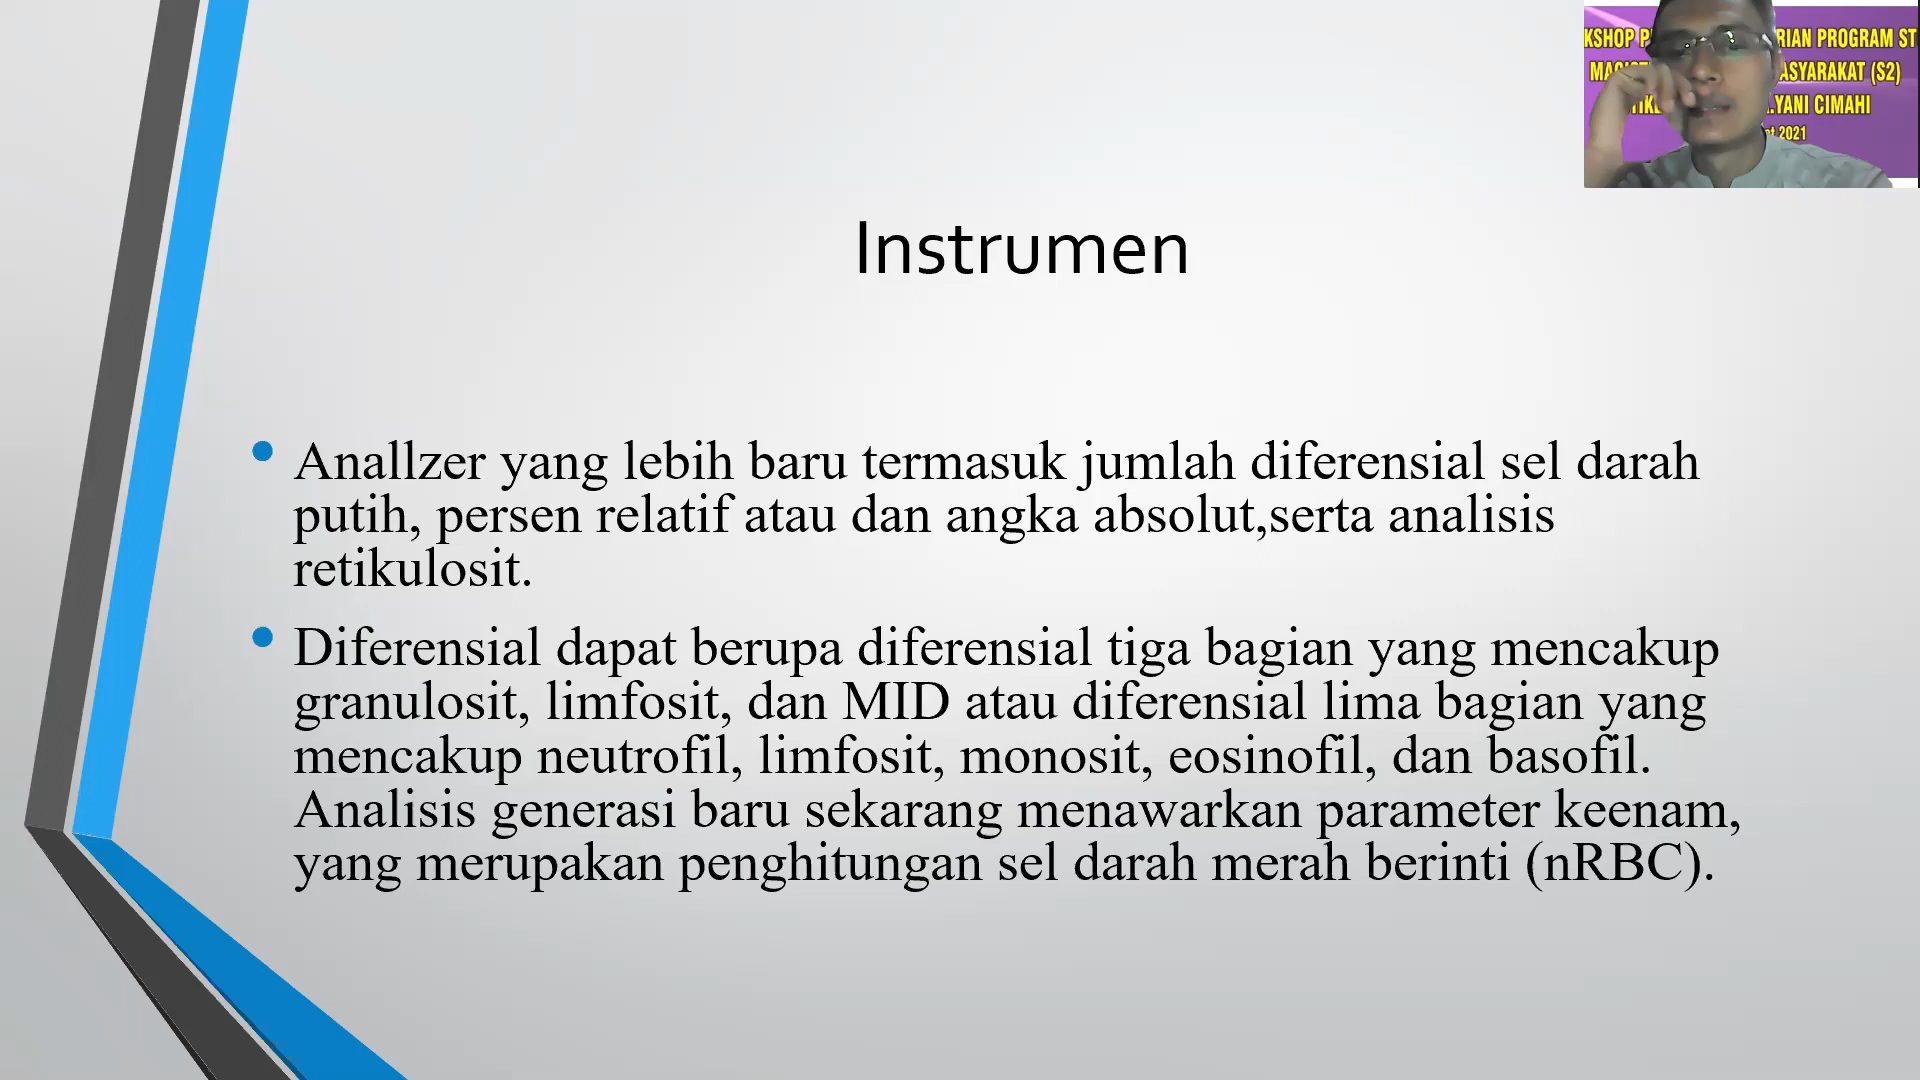 KSHOP P RIAN PROGRAM ST
ASYARAKAT (S2)
.YANI CIMAHI
2021
Instrumen
• Anallzer yang lebih baru termasuk jumlah diferensial sel darah
putih, persen relatif atau dan angka absolut,serta analisis
retikulosit.
• Diferensial dapat berupa diferensial tiga bagian yang mencakup
granulosit, limfosit, dan MID atau diferensial lima bagian yang
mencakup neutrofil, limfosit, monosit, eosinofil, dan basofil.
Analisis generasi baru sekarang menawarkan parameter keenam,
yang merupakan penghitungan sel darah merah berinti (nRBC).